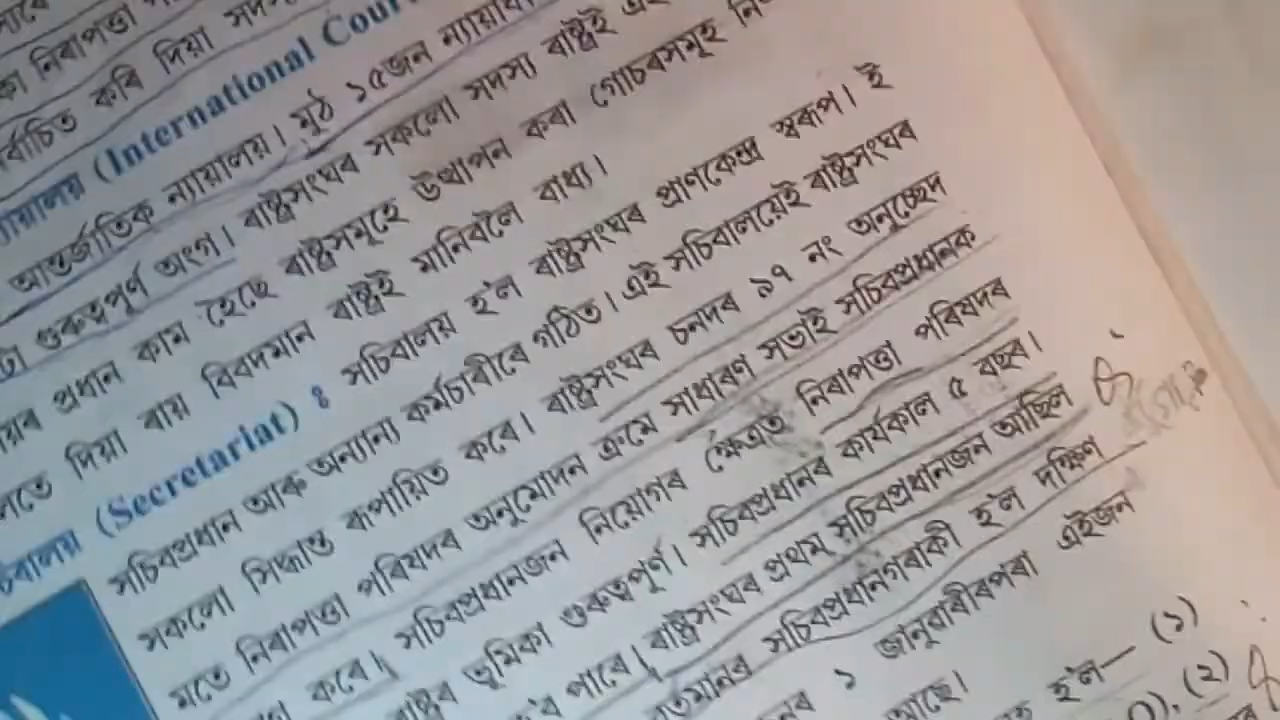 কা নিৰাপত্তা
ৰ্বাচিত কৰি দিয়া
ন্যায়ালয় (International Court
আন্তৰ্জাতিক ন্যায়ালয়। মুঠ ১৫জন
টা গুৰুত্বপূৰ্ণ অংগ। ৰাষ্ট্ৰসংঘৰ সকলো সদস্য ৰাষ্ট্ৰই এই
প্ৰধান কাম হৈছে ৰাষ্ট্ৰসমূহে উত্থাপন কৰা গোচৰসমূহ
মতে দিয়া ৰায় বিবদমান ৰাষ্ট্ৰই মানিবলৈ বাধ্য।
চিবালয় (Secretariat) : সচিবালয় হ'ল ৰাষ্ট্ৰসংঘৰ প্ৰাণকেন্দ্ৰ স্বৰূপ। ই
সচিবপ্ৰধান আৰু অন্যান্য কৰ্মচাৰীৰে গঠিত। এই সচিবালয়েই ৰাষ্ট্ৰসংঘৰ
সকলো সিদ্ধান্ত ৰূপায়িত কৰে। ৰাষ্ট্ৰসংঘৰ চনদৰ ৯৭ নং অনুচ্ছেদ
মতে নিৰাপত্তা পৰিষদৰ অনুমোদন ক্ৰমে সাধাৰণ সভাই সচিবপ্ৰধানক
কৰে। সচিবপ্ৰধানজন নিয়োগৰ ক্ষেত্ৰত নিৰাপত্তা পৰিষদৰ
ৰাষ্ট্ৰৰ ভূমিকা গুৰুত্বপূৰ্ণ। সচিবপ্ৰধানৰ কাৰ্যকাল ৫ বছৰ।
হ'ব পাৰে। ৰাষ্ট্ৰসংঘৰ প্ৰথম সচিবপ্ৰধানজন আছিল
বৰ্তমানৰ সচিবপ্ৰধানগৰাকী হ'ল দক্ষিণ
১ জানুৱাৰীৰপৰা এইজন
আছে।
হ'ল— (১)
(২)